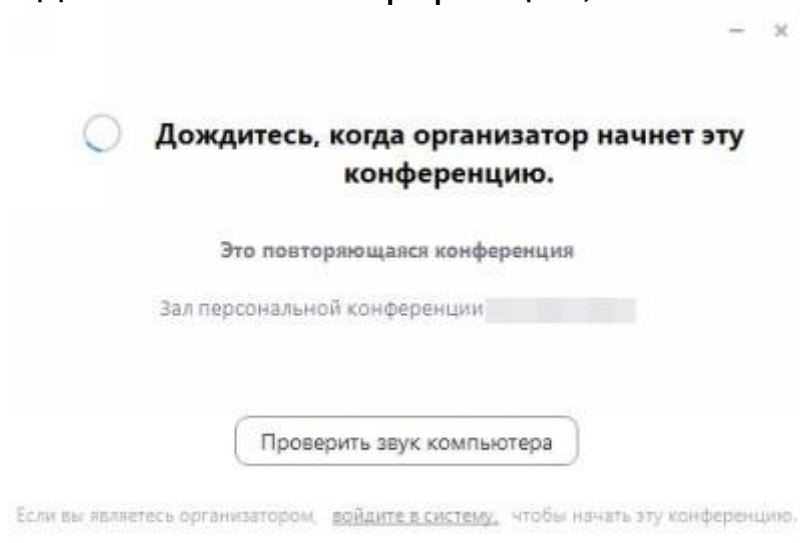 Дождитесь, когда организатор начнет эту
конференцию.
Это повторяющаяся конференция
Зал персональной конференции
Проверить звук компьютера
Если вы являетесь организатором, войдите в систему, чтобы начать эту конференцию.